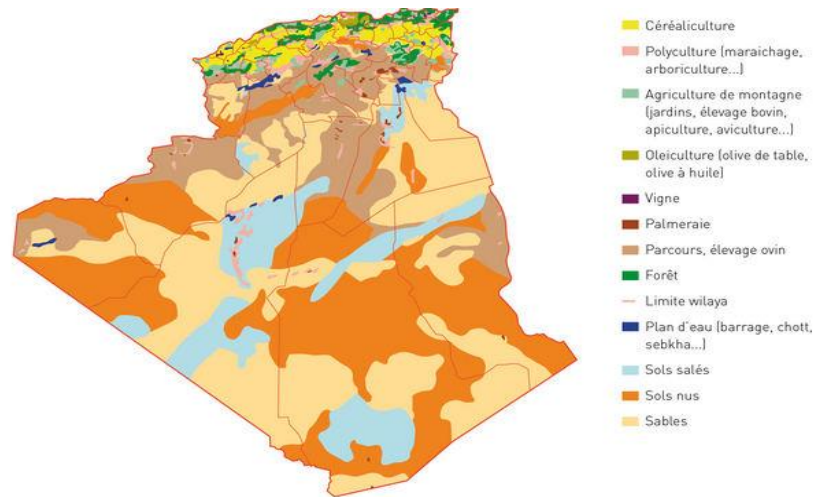 Céréaliculture
Polyculture (maraichage,
arboriculture...)
Agriculture de montagne
(jardins, élevage bovin,
apiculture, aviculture...)
Oleiculture (olive de table,
olive à huile)
Vigne
Palmeraie
Parcours, élevage ovin
Forêt
Limite wilaya
Plan d'eau (barrage, chott,
sebkha...)
Sols salés
Sols nus
Sables